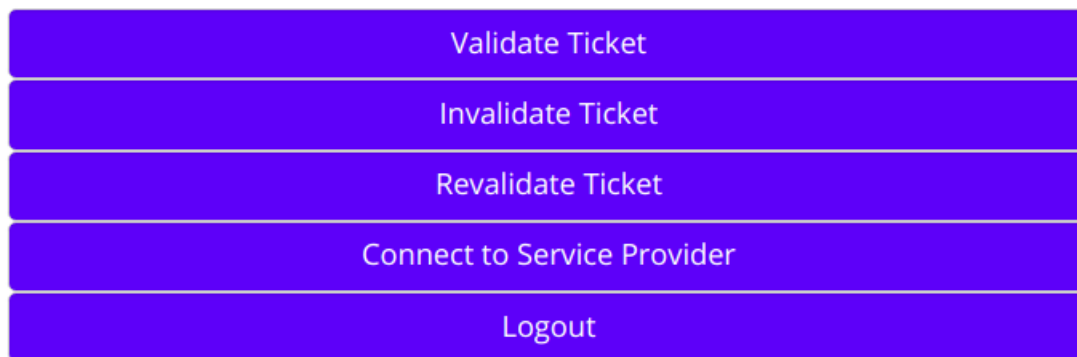 Validate Ticket
Invalidate Ticket
Revalidate Ticket
Connect to Service Provider
Logout